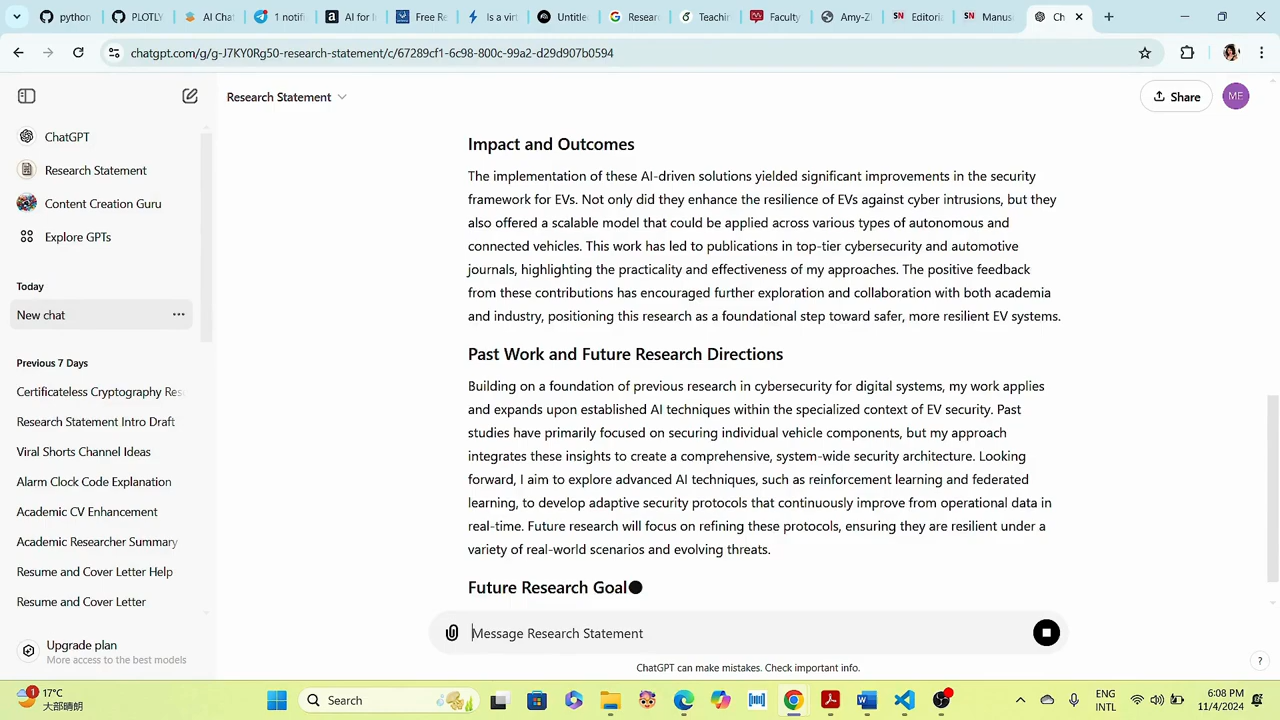 python
PLOTLY
AI Chat
1 notifi
AI for I
Free Re
Is a virt
Untitle
Researc
Teachir
Faculty
Amy-Z
Editoria
Manus
Ch
chatgpt.com/g/g-J7KY0Rg50-research-statement/c/67289cf1-6c98-800c-99a2-d29d907b0594
Research Statement
Share
ME
ChatGPT
Research Statement
Content Creation Guru
Explore GPTs
Today
New chat
Previous 7 Days
Certificateless Cryptography Res
Research Statement Intro Draft
Viral Shorts Channel Ideas
Alarm Clock Code Explanation
Academic CV Enhancement
Academic Researcher Summary
Resume and Cover Letter Help
Resume and Cover Letter
Upgrade plan
More access to the best models
Impact and Outcomes
The implementation of these AI-driven solutions yielded significant improvements in the security
framework for EVs. Not only did they enhance the resilience of EVs against cyber intrusions, but they
also offered a scalable model that could be applied across various types of autonomous and
connected vehicles. This work has led to publications in top-tier cybersecurity and automotive
journals, highlighting the practicality and effectiveness of my approaches. The positive feedback
from these contributions has encouraged further exploration and collaboration with both academia
and industry, positioning this research as a foundational step toward safer, more resilient EV systems.
Past Work and Future Research Directions
Building on a foundation of previous research in cybersecurity for digital systems, my work applies
and expands upon established AI techniques within the specialized context of EV security. Past
studies have primarily focused on securing individual vehicle components, but my approach
integrates these insights to create a comprehensive, system-wide security architecture. Looking
forward, I aim to explore advanced AI techniques, such as reinforcement learning and federated
learning, to develop adaptive security protocols that continuously improve from operational data in
real-time. Future research will focus on refining these protocols, ensuring they are resilient under a
variety of real-world scenarios and evolving threats.
Future Research Goal
Message Research Statement
ChatGPT can make mistakes. Check important info.
?
1
17°C
大部晴朗
Search
ENG
INTL
6:08 PM
11/4/2024